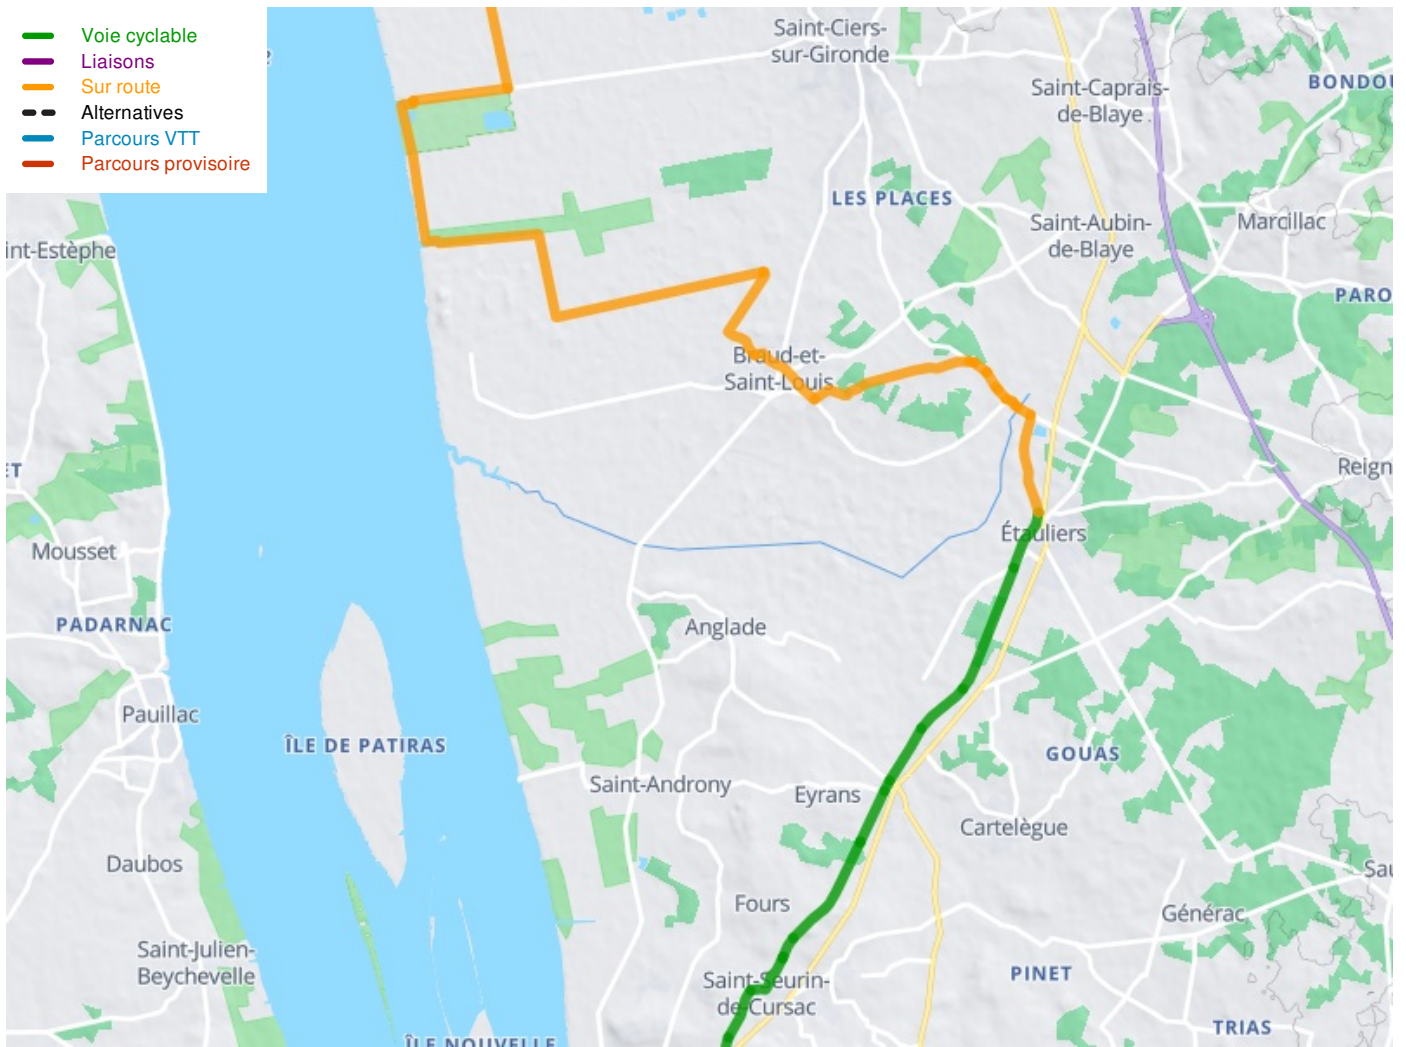 Voie cyclable
Liaisons
Sur route
Alternatives
Parcours VTT
Parcours provisoire
Saint-Ciers-
sur-Gironde
Saint-Caprais-
de-Blaye
BONDOU
LES PLACES
Saint-Aubin-
de-Blaye
Marcillac
int-Estèphe
PARO
Braud-et-
Saint-Louis
ET
Reign
Étauliers
Mousset
PADARNAC
Anglade
Pauillac
ÎLE DE PATIRAS
GOUAS
Saint-Androny
Eyrans
Cartelègue
Daubos
Sau
Fours
Générac
Saint-Julien-
Beychevelle
Saint-Seurin-
de-Cursac
PINET
TRIAS
ÎLE NOUVELLE